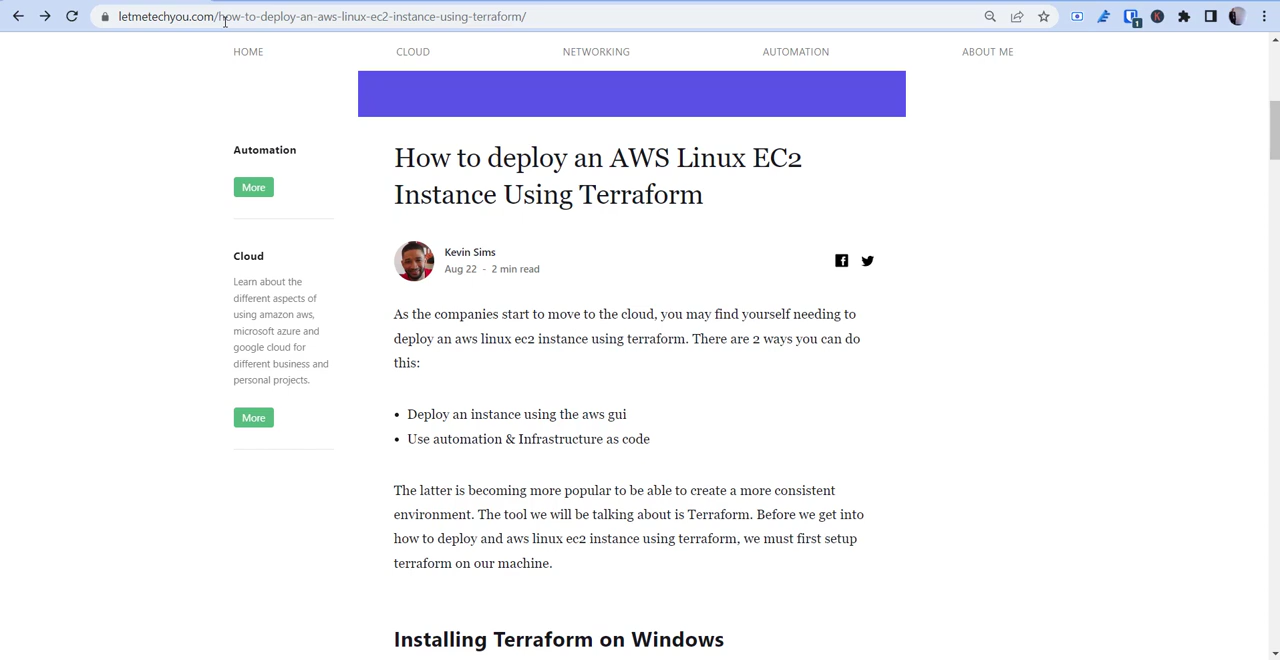 letmetechyou.com/how-to-deploy-an-aws-linux-ec2-instance-using-terraform/
1
K
HOME CLOUD NETWORKING AUTOMATION ABOUT ME
Automation
More
Cloud
Learn about the
different aspects of
using amazon aws,
microsoft azure and
google cloud for
different business and
personal projects.
More
How to deploy an AWS Linux EC2
Instance Using Terraform
Kevin Sims
Aug 22 - 2 min read
As the companies start to move to the cloud, you may find yourself needing to
deploy an aws linux ec2 instance using terraform. There are 2 ways you can do
this:
• Deploy an instance using the aws gui
• Use automation & Infrastructure as code
The latter is becoming more popular to be able to create a more consistent
environment. The tool we will be talking about is Terraform. Before we get into
how to deploy and aws linux ec2 instance using terraform, we must first setup
terraform on our machine.
Installing Terraform on Windows